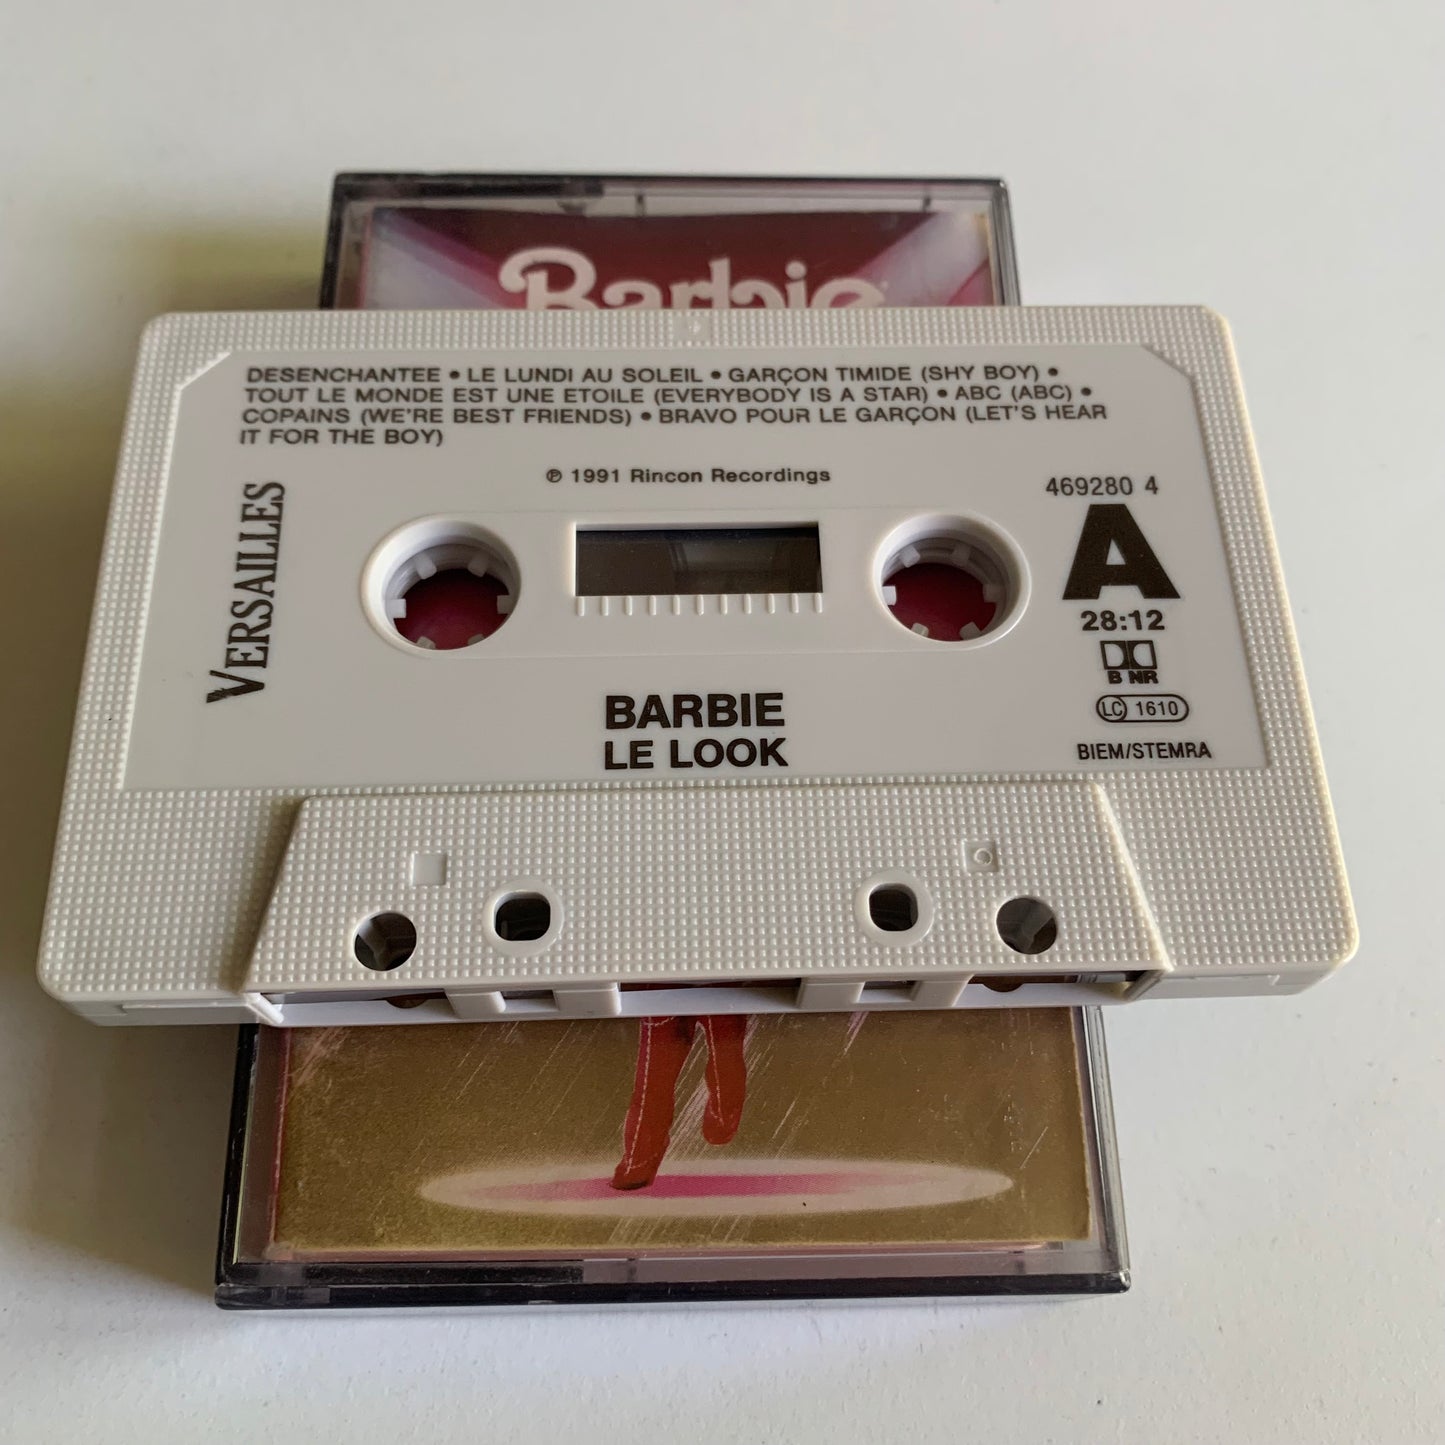 Barbie
DESENCHANTEE • LE LUNDI AU SOLEIL • GARÇON TIMIDE (SHY BOY) •
TOUT LE MONDE EST UNE ETOILE (EVERYBODY IS A STAR) • ABC (ABC) •
COPAINS (WE'RE BEST FRIENDS) • BRAVO POUR LE GARÇON (LET'S HEAR
IT FOR THE BOY)
℗ 1991 Rincon Recordings
VERSAILLES
469280 4
A
28:12
B NR
LC 1610
BIEM/STEMRA
BARBIE
LE LOOK